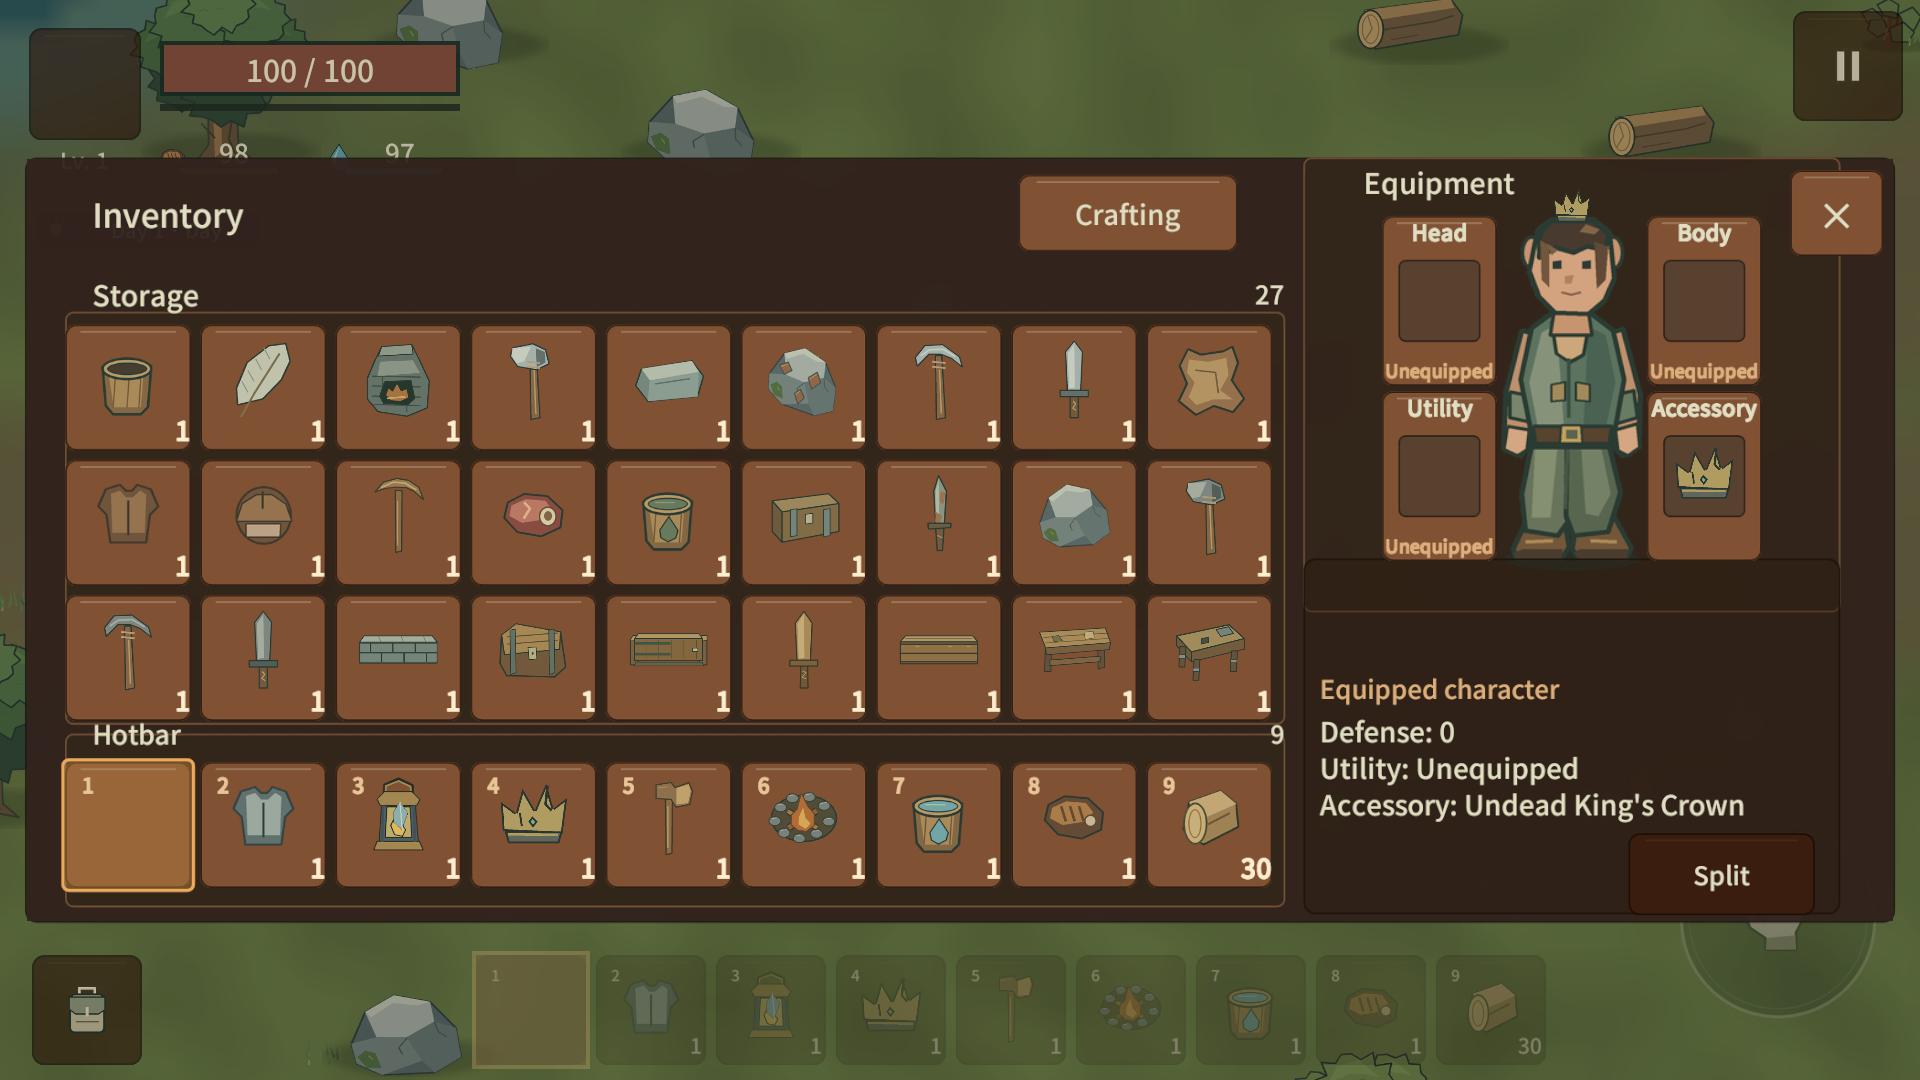 100 / 100
98
97
Lv. 1
Inventory
Crafting
Storage
27
1 1 1 1 1 1 1 1 1
1 1 1 1 1 1 1 1 1
1 1 1 1 1 1 1 1 1
Hotbar
9
1 2 3 4 5 6 7 8 9
1 1 1 1 1 1 1 30
Equipment
Head
Unequipped
Body
Unequipped
Utility
Unequipped
Accessory
Equipped character
Defense: 0
Utility: Unequipped
Accessory: Undead King's Crown
Split
1 2 3 4 5 6 7 8 9
1 1 1 1 1 1 1 30